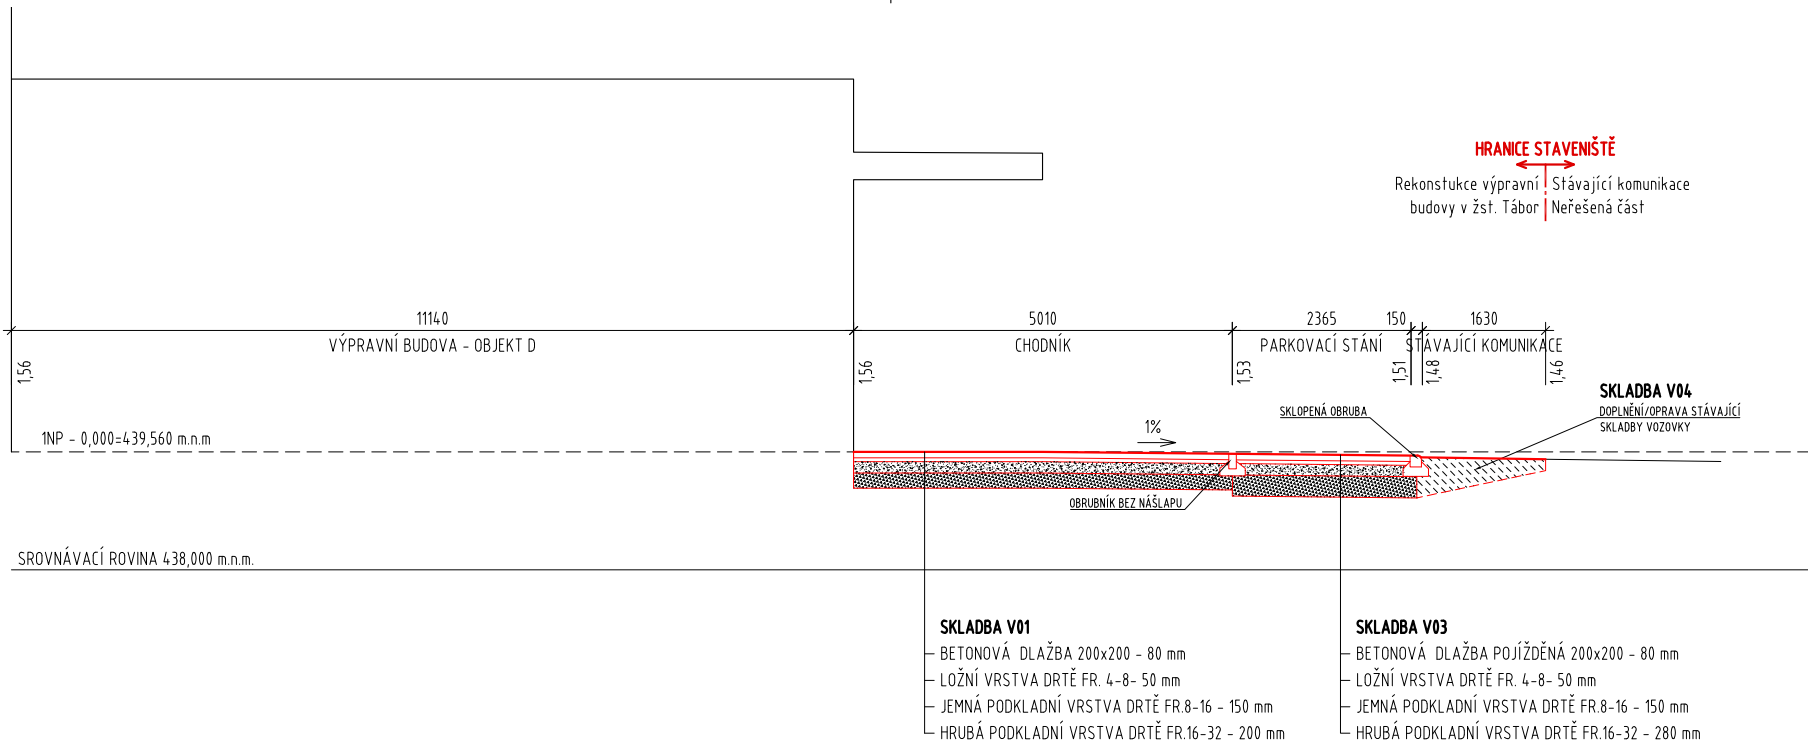 HRANICE STAVENIŠTĚ
Rekonstukce výpravní
budovy v žst. Tábor
Stávající komunikace
Neřešená část
11140
5010
2365
150
1630
VÝPRAVNÍ BUDOVA - OBJEKT D
CHODNÍK
PARKOVACÍ STÁNÍ
STÁVAJÍCÍ KOMUNIKACE
1,56
1,56
1,53
1,51
1,48
1,46
SKLADBA V04
DOPLNĚNÍ/OPRAVA STÁVAJÍCÍ
SKLADBY VOZOVKY
SKLOPENÁ OBRUBA
1%
1NP - 0,000=439,560 m.n.m
OBRUBNÍK BEZ NÁŠLAPU
SROVNÁVACÍ ROVINA 438,000 m.n.m.
SKLADBA V01
BETONOVÁ DLAŽBA 200x200 - 80 mm
LOŽNÍ VRSTVA DRTĚ FR. 4-8- 50 mm
JEMNÁ PODKLADNÍ VRSTVA DRTĚ FR.8-16 - 150 mm
HRUBÁ PODKLADNÍ VRSTVA DRTĚ FR.16-32 - 200 mm
SKLADBA V03
BETONOVÁ DLAŽBA POJÍŽDĚNÁ 200x200 - 80 mm
LOŽNÍ VRSTVA DRTĚ FR. 4-8- 50 mm
JEMNÁ PODKLADNÍ VRSTVA DRTĚ FR.8-16 - 150 mm
HRUBÁ PODKLADNÍ VRSTVA DRTĚ FR.16-32 - 280 mm